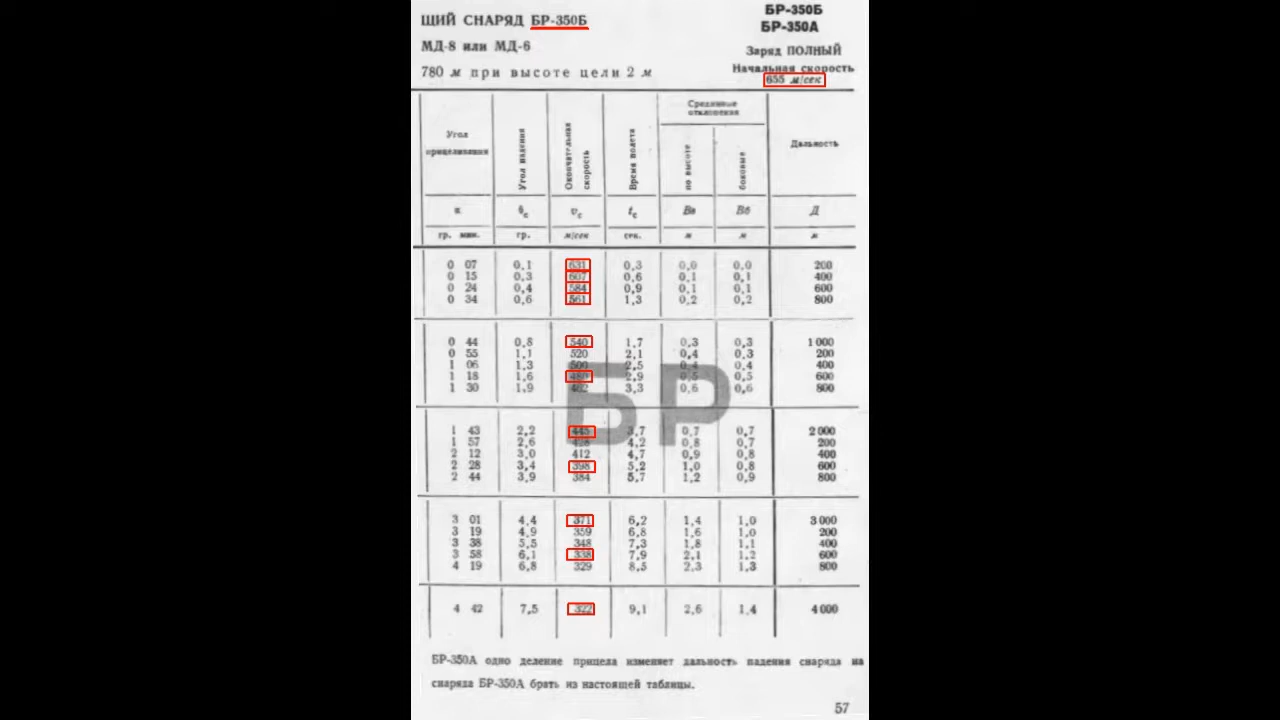 ЩИЙ СНАРЯД БР-350Б
МД-8 или МД-6
780 м при высоте цели 2 м
БР-350Б
БР-350А
Заряд ПОЛНЫЙ
Начальная скорость
655 м/сек
Угол прицеливания
Угол падения
Окончательная скорость
Время полета
Срединные отклонения
по высоте
боковые
Дальность
α θc vc tc Вв Вб Д
гр. мин. гр. м/сек сек. м м м
0 07 0,1 631 0,3 0,0 0,0 200
0 15 0,3 607 0,6 0,1 0,1 400
0 24 0,4 584 0,9 0,1 0,1 600
0 34 0,6 561 1,3 0,2 0,2 800
0 44 0,8 540 1,7 0,3 0,3 1000
0 55 1,1 520 2,1 0,4 0,3 200
1 06 1,3 500 2,5 0,4 0,4 400
1 18 1,6 480 2,9 0,5 0,5 600
1 30 1,9 462 3,3 0,6 0,6 800
1 43 2,2 445 3,7 0,7 0,7 2000
1 57 2,6 428 4,2 0,8 0,7 200
2 12 3,0 412 4,7 0,9 0,8 400
2 28 3,4 398 5,2 1,0 0,8 600
2 44 3,9 384 5,7 1,2 0,9 800
3 01 4,4 371 6,2 1,4 1,0 3000
3 19 4,9 359 6,8 1,6 1,0 200
3 38 5,5 348 7,3 1,8 1,1 400
3 58 6,1 338 7,9 2,1 1,2 600
4 19 6,8 329 8,5 2,3 1,3 800
4 42 7,5 322 9,1 2,6 1,4 4000
БР
БР-350А одно деление прицела изменяет дальность падения снаряда на
снаряда БР-350А брать из настоящей таблицы.
57